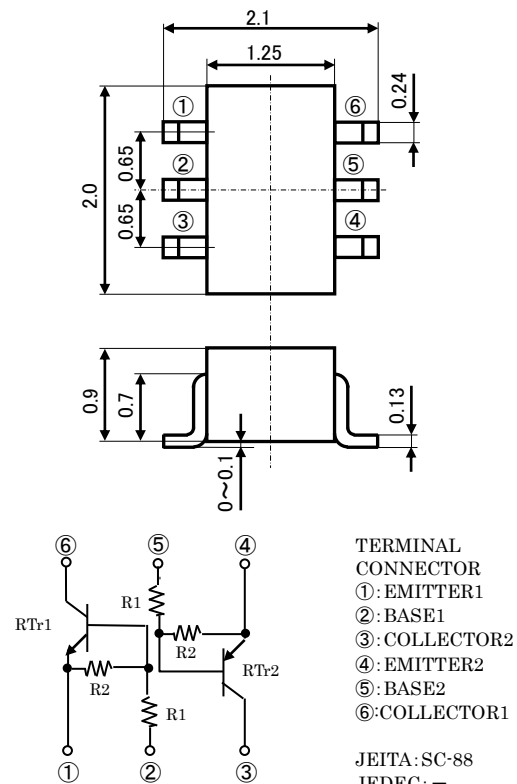 2.1
1.25
① ⑥ 0.24
0.65
② ⑤
2.0
0.65
③ ④
0.9
0.7
0.13
0~0.1
⑥ ⑤ ④
R1
RTr1
R2
RTr2
R2
R1
① ② ③
TERMINAL
CONNECTOR
①:EMITTER1
②:BASE1
③:COLLECTOR2
④:EMITTER2
⑤:BASE2
⑥:COLLECTOR1
JEITA:SC-88
JEDEC:－